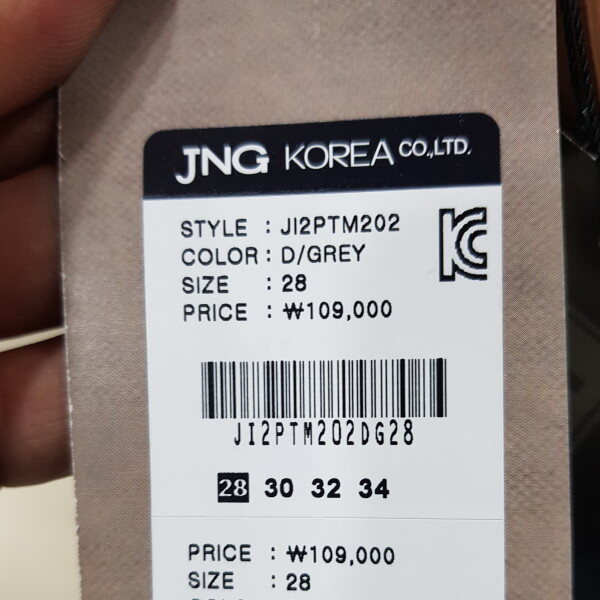 JNG KOREA CO.,LTD.
STYLE : JI2PTM202
COLOR : D/GREY
SIZE : 28
PRICE : ₩109,000
JI2PTM202DG28
28 30 32 34
PRICE : ₩109,000
SIZE : 28